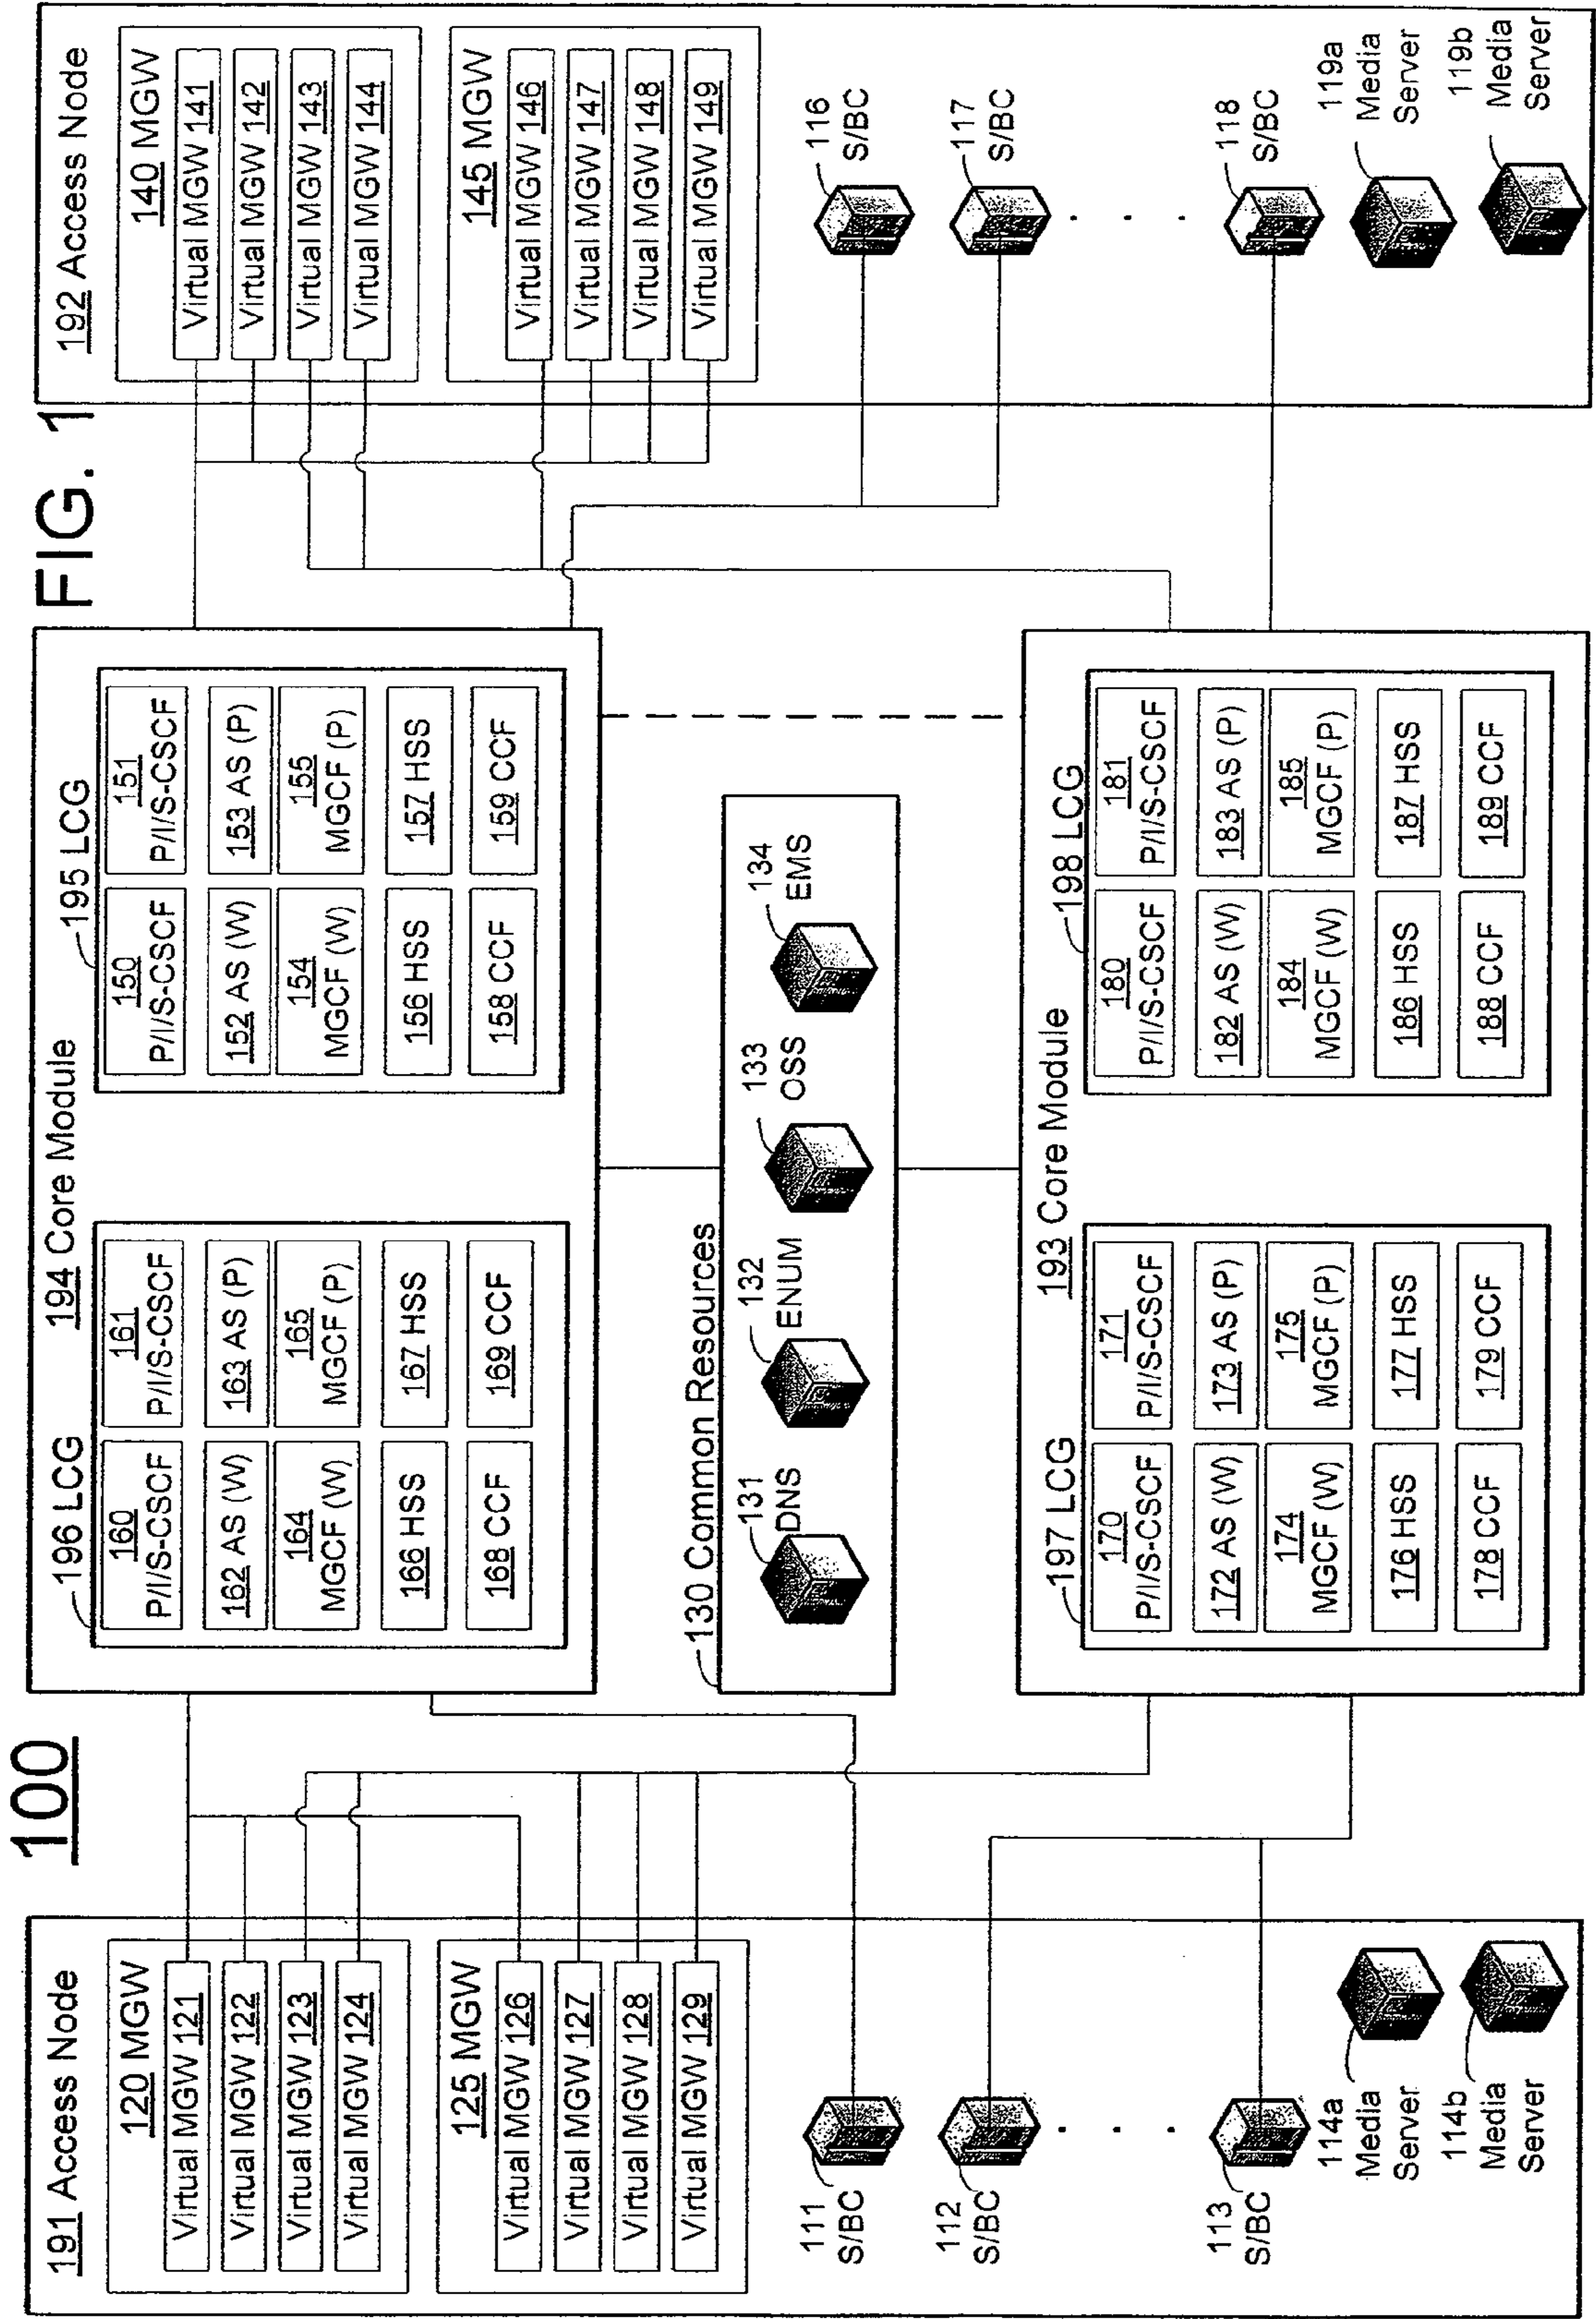 100
FIG. 1
191 Access Node
120 MGW
Virtual MGW 121
Virtual MGW 122
Virtual MGW 123
Virtual MGW 124
125 MGW
Virtual MGW 126
Virtual MGW 127
Virtual MGW 128
Virtual MGW 129
111
S/BC
112
S/BC
113
S/BC
114a
Media
Server
114b
Media
Server
194 Core Module
196 LCG
160
P/I/S-CSCF
161
P/I/S-CSCF
162 AS (W)
163 AS (P)
164
MGCF (W)
165
MGCF (P)
166 HSS
167 HSS
168 CCF
169 CCF
195 LCG
150
P/I/S-CSCF
151
P/I/S-CSCF
152 AS (W)
153 AS (P)
154
MGCF (W)
155
MGCF (P)
156 HSS
157 HSS
158 CCF
159 CCF
130 Common Resources
131
DNS
132
ENUM
133
OSS
134
EMS
193 Core Module
197 LCG
170
P/I/S-CSCF
171
P/I/S-CSCF
172 AS (W)
173 AS (P)
174
MGCF (W)
175
MGCF (P)
176 HSS
177 HSS
178 CCF
179 CCF
198 LCG
180
P/I/S-CSCF
181
P/I/S-CSCF
182 AS (W)
183 AS (P)
184
MGCF (W)
185
MGCF (P)
186 HSS
187 HSS
188 CCF
189 CCF
192 Access Node
140 MGW
Virtual MGW 141
Virtual MGW 142
Virtual MGW 143
Virtual MGW 144
145 MGW
Virtual MGW 146
Virtual MGW 147
Virtual MGW 148
Virtual MGW 149
116
S/BC
117
S/BC
118
S/BC
119a
Media
Server
119b
Media
Server